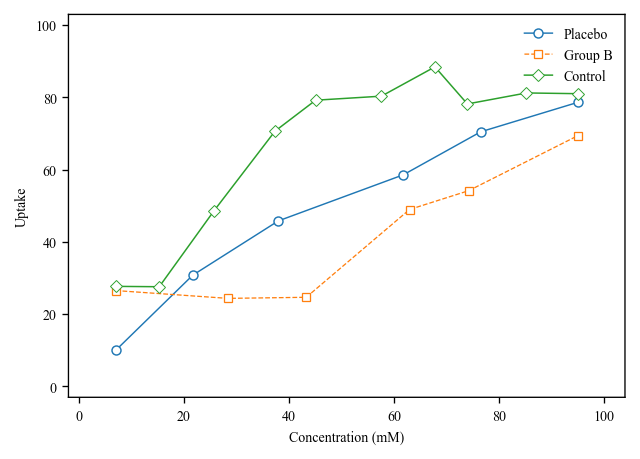 Placebo
Group B
Control
100
80
60
40
20
0
Uptake
0 20 40 60 80 100
Concentration (mM)